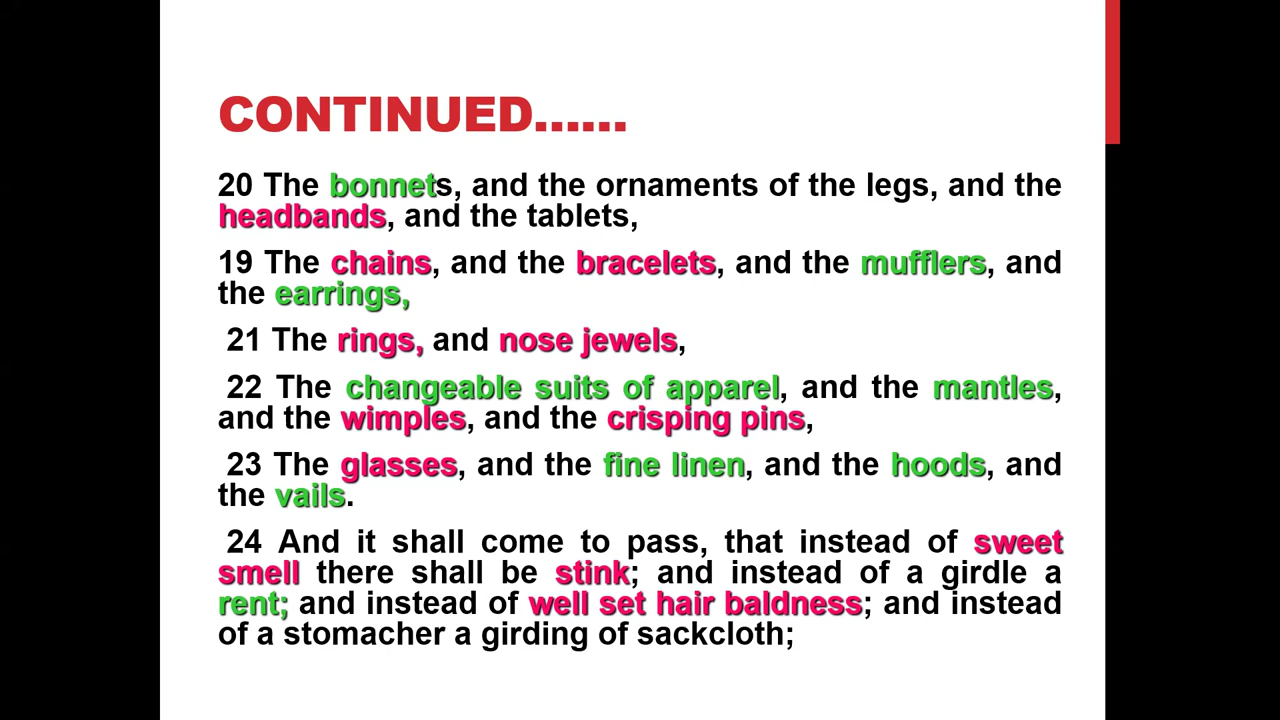 CONTINUED......
20 The bonnets, and the ornaments of the legs, and the
headbands, and the tablets,
19 The chains, and the bracelets, and the mufflers, and
the earrings,
21 The rings, and nose jewels,
22 The changeable suits of apparel, and the mantles,
and the wimples, and the crisping pins,
23 The glasses, and the fine linen, and the hoods, and
the vails.
24 And it shall come to pass, that instead of sweet
smell there shall be stink; and instead of a girdle a
rent; and instead of well set hair baldness; and instead
of a stomacher a girding of sackcloth;